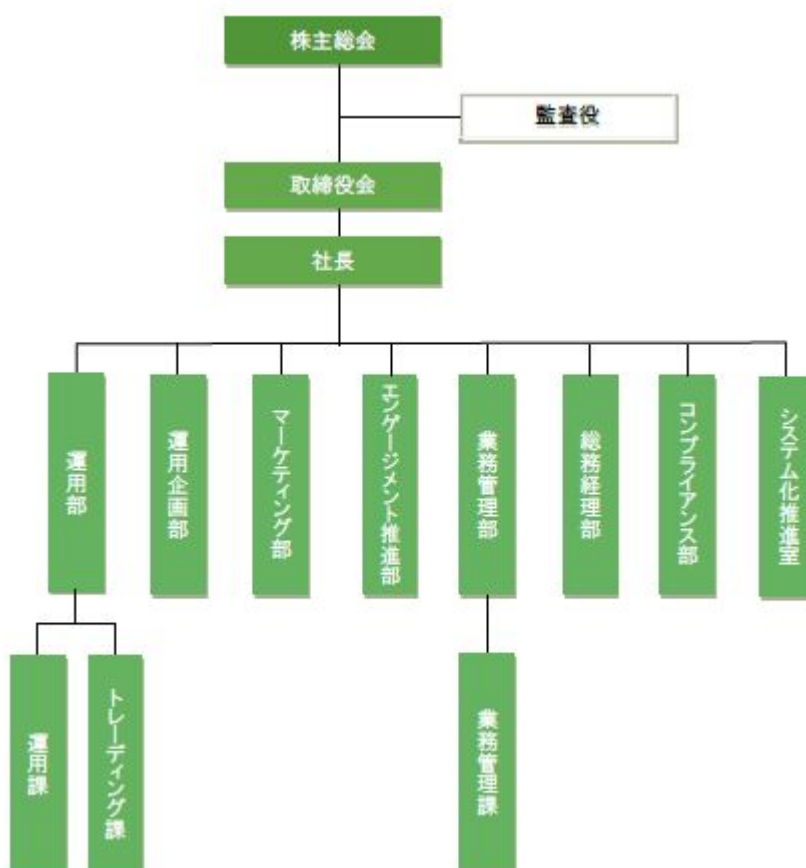 株主総会
監査役
取締役会
社長
運用部
運用企画部
マーケティング部
エンゲージメント推進部
業務管理部
総務経理部
コンプライアンス部
システム化推進室
運用課
トレーディング課
業務管理課